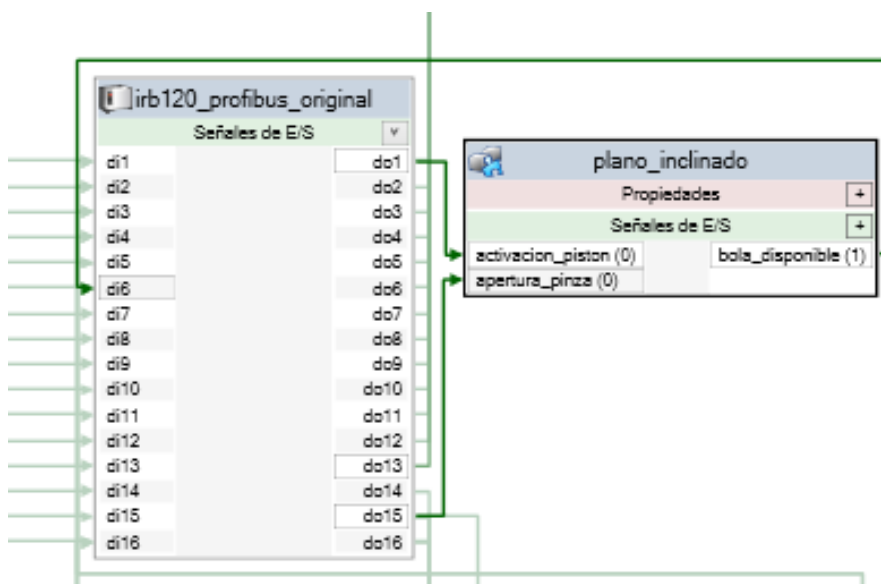 irb120_profibus_original
Señales de E/S
di1 do1
di2 do2
di3 do3
di4 do4
di5 do5
di6 do6
di7 do7
di8 do8
di9 do9
di10 do10
di11 do11
di12 do12
di13 do13
di14 do14
di15 do15
di16 do16
plano_inclinado
Propiedades +
Señales de E/S +
activacion_piston (0) bola_disponible (1)
apertura_pinza (0)